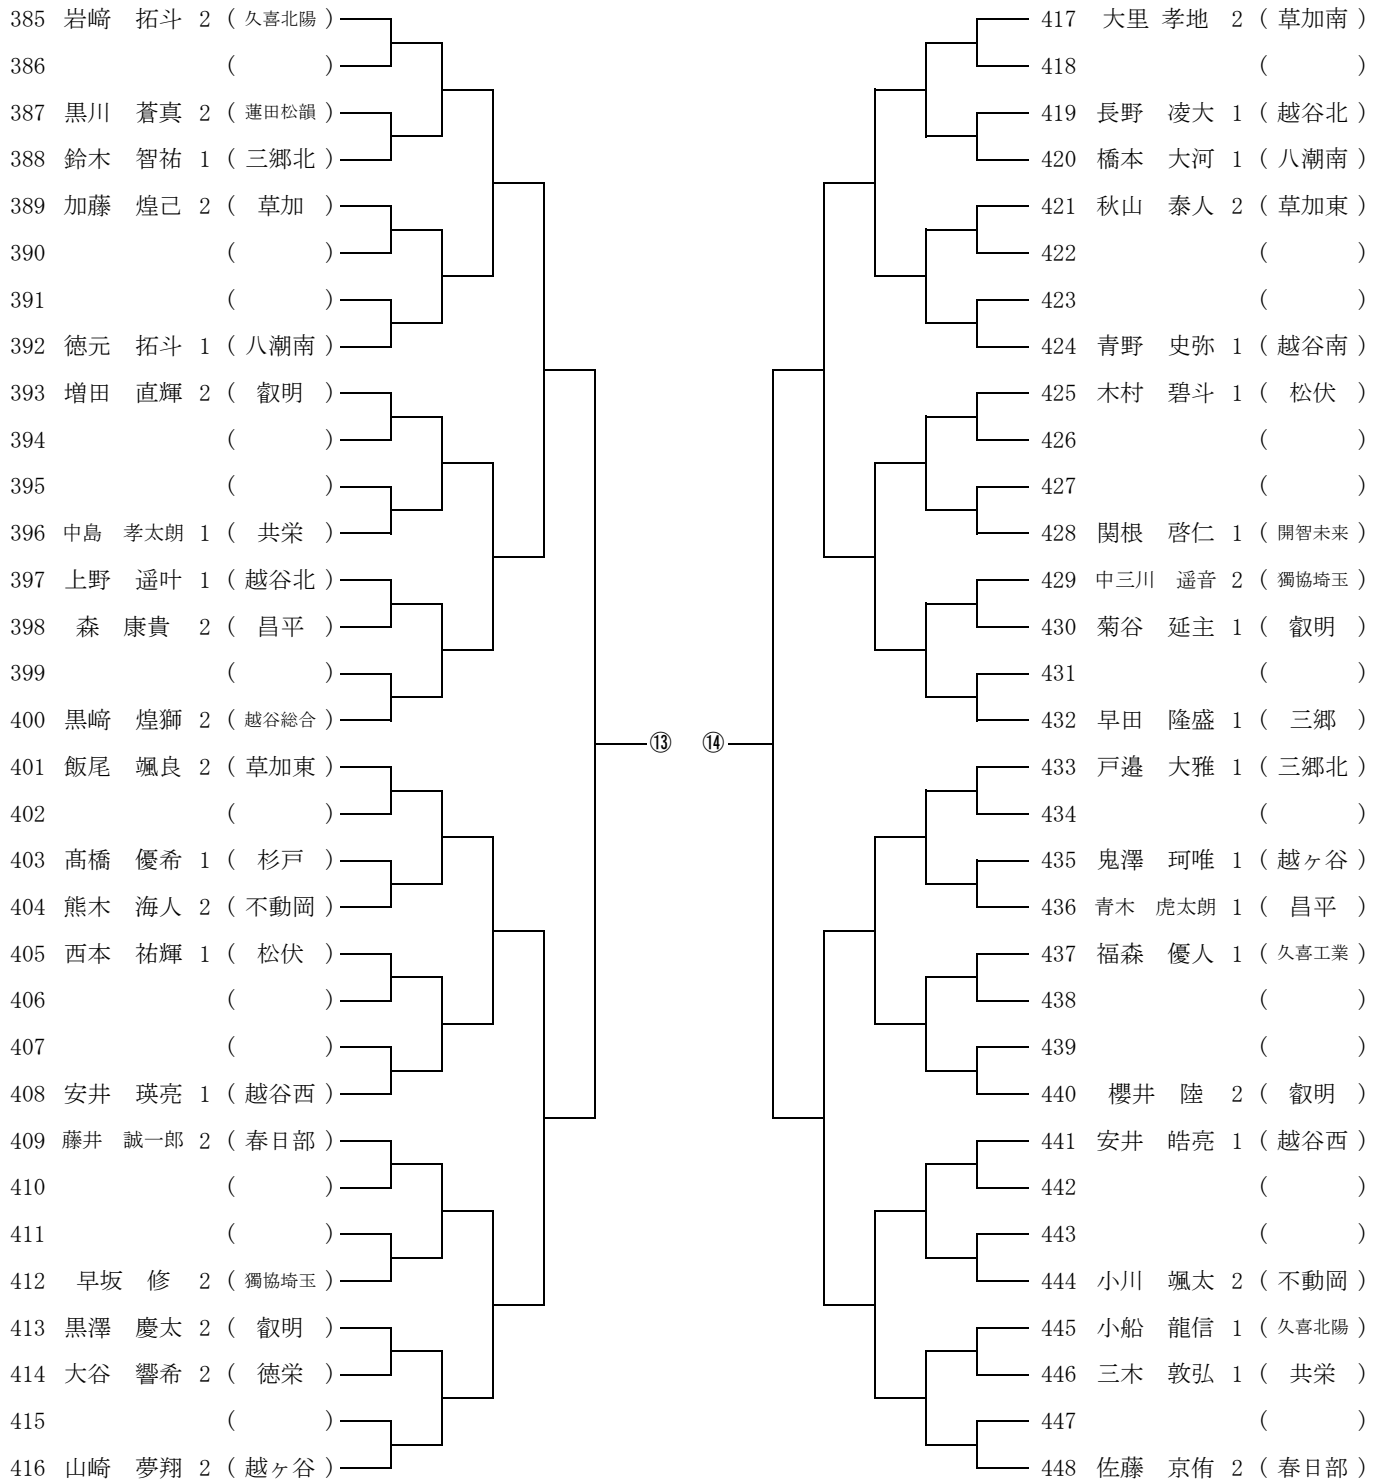 385 岩﨑 拓斗 2 ( 久喜北陽 )
386 ( )
387 黒川 蒼真 2 ( 蓮田松韻 )
388 鈴木 智祐 1 ( 三郷北 )
389 加藤 煌己 2 ( 草加 )
390 ( )
391 ( )
392 徳元 拓斗 1 ( 八潮南 )
393 増田 直輝 2 ( 叡明 )
394 ( )
395 ( )
396 中島 孝太朗 1 ( 共栄 )
397 上野 遥叶 1 ( 越谷北 )
398 森 康貴 2 ( 昌平 )
399 ( )
400 黒﨑 煌獅 2 ( 越谷総合 )
401 飯尾 颯良 2 ( 草加東 )
402 ( )
403 髙橋 優希 1 ( 杉戸 )
404 熊木 海人 2 ( 不動岡 )
405 西本 祐輝 1 ( 松伏 )
406 ( )
407 ( )
408 安井 瑛亮 1 ( 越谷西 )
409 藤井 誠一郎 2 ( 春日部 )
410 ( )
411 ( )
412 早坂 修 2 ( 獨協埼玉 )
413 黒澤 慶太 2 ( 叡明 )
414 大谷 響希 2 ( 徳栄 )
415 ( )
416 山崎 夢翔 2 ( 越ヶ谷 )
⑬ ⑭
417 大里 孝地 2 ( 草加南 )
418 ( )
419 長野 凌大 1 ( 越谷北 )
420 橋本 大河 1 ( 八潮南 )
421 秋山 泰人 2 ( 草加東 )
422 ( )
423 ( )
424 青野 史弥 1 ( 越谷南 )
425 木村 碧斗 1 ( 松伏 )
426 ( )
427 ( )
428 関根 啓仁 1 ( 開智未来 )
429 中三川 遥音 2 ( 獨協埼玉 )
430 菊谷 延主 1 ( 叡明 )
431 ( )
432 早田 隆盛 1 ( 三郷 )
433 戸邉 大雅 1 ( 三郷北 )
434 ( )
435 鬼澤 珂唯 1 ( 越ヶ谷 )
436 青木 虎太朗 1 ( 昌平 )
437 福森 優人 1 ( 久喜工業 )
438 ( )
439 ( )
440 櫻井 陸 2 ( 叡明 )
441 安井 皓亮 1 ( 越谷西 )
442 ( )
443 ( )
444 小川 颯太 2 ( 不動岡 )
445 小船 龍信 1 ( 久喜北陽 )
446 三木 敦弘 1 ( 共栄 )
447 ( )
448 佐藤 京侑 2 ( 春日部 )